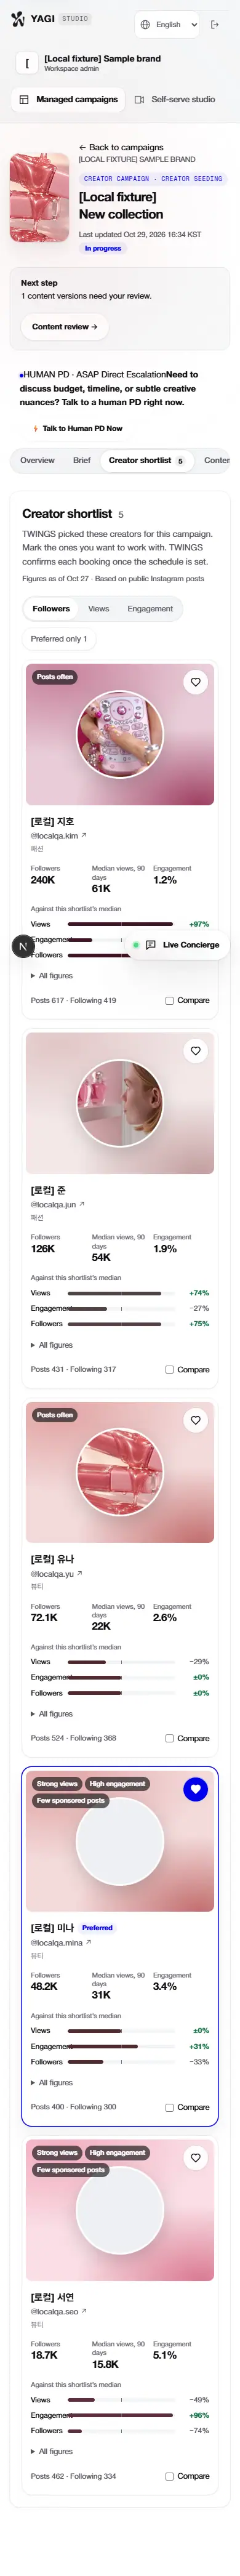 YAGI STUDIO
English
[
[Local fixture] Sample brand
Workspace admin
Managed campaigns
Self-serve studio
← Back to campaigns
[LOCAL FIXTURE] SAMPLE BRAND
CREATOR CAMPAIGN · CREATOR SEEDING
[Local fixture]
New collection
Last updated Oct 29, 2026 16:34 KST
In progress
Next step
1 content versions need your review.
Content review →
HUMAN PD · ASAP Direct EscalationNeed to
discuss budget, timeline, or subtle creative
nuances? Talk to a human PD right now.
Talk to Human PD Now
Overview
Brief
Creator shortlist 5
Conten
Creator shortlist 5
TWINGS picked these creators for this campaign.
Mark the ones you want to work with. TWINGS
confirms each booking once the schedule is set.
Figures as of Oct 27 · Based on public Instagram posts
Followers
Views
Engagement
Preferred only 1
Posts often
[로컬] 지호
@localqa.kim ↗
패션
Followers
240K
Median views, 90
days
61K
Engagement
1.2%
Against this shortlist's median
Views +97%
Engagemen
Followers
N
Live Concierge
▶ All figures
Posts 617 · Following 419
Compare
[로컬] 준
@localqa.jun ↗
패션
Followers
126K
Median views, 90
days
54K
Engagement
1.9%
Against this shortlist's median
Views +74%
Engagemen −27%
Followers +75%
▶ All figures
Posts 431 · Following 317
Compare
Posts often
[로컬] 유나
@localqa.yu ↗
뷰티
Followers
72.1K
Median views, 90
days
22K
Engagement
2.6%
Against this shortlist's median
Views −29%
Engagemen ±0%
Followers ±0%
▶ All figures
Posts 524 · Following 368
Compare
Strong views
High engagement
Few sponsored posts
[로컬] 미나 Preferred
@localqa.mina ↗
뷰티
Followers
48.2K
Median views, 90
days
31K
Engagement
3.4%
Against this shortlist's median
Views ±0%
Engagemen +31%
Followers −33%
▶ All figures
Posts 400 · Following 300
Compare
Strong views
High engagement
Few sponsored posts
[로컬] 서연
@localqa.seo ↗
뷰티
Followers
18.7K
Median views, 90
days
15.8K
Engagement
5.1%
Against this shortlist's median
Views −49%
Engagemen +96%
Followers −74%
▶ All figures
Posts 462 · Following 334
Compare